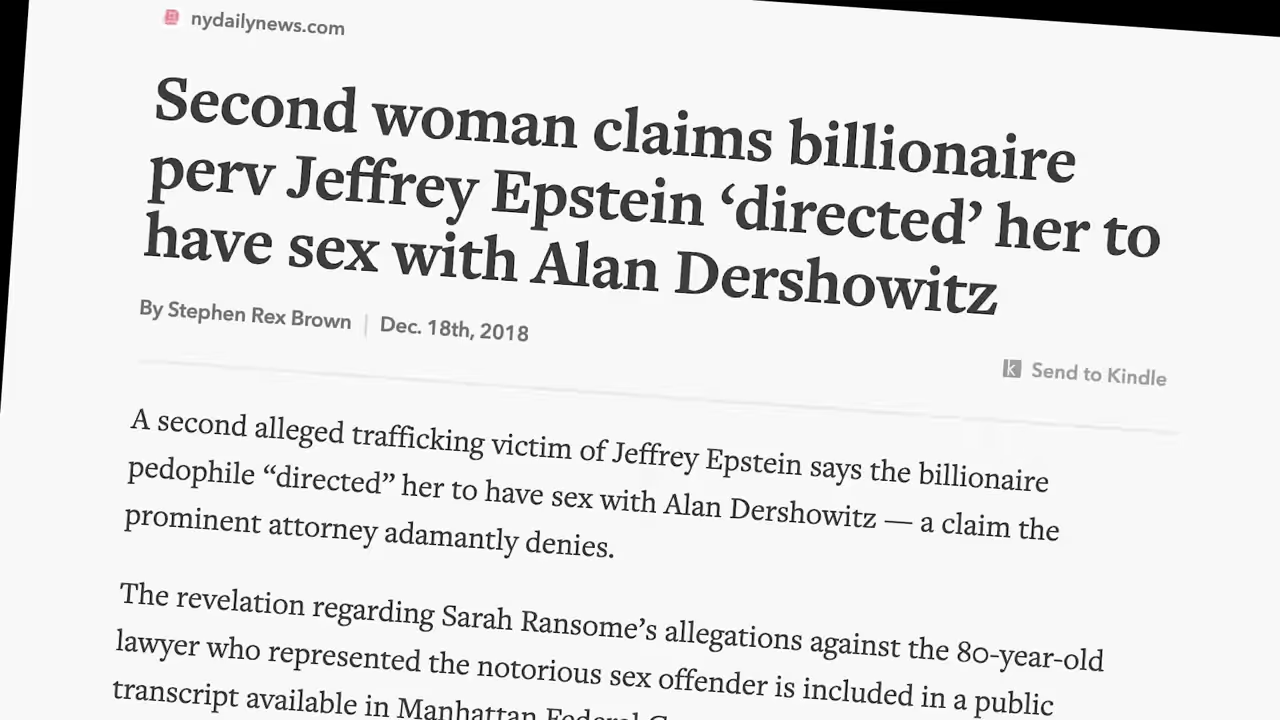 nydailynews.com
Second woman claims billionaire
perv Jeffrey Epstein ‘directed’ her to
have sex with Alan Dershowitz
By Stephen Rex Brown | Dec. 18th, 2018
Send to Kindle
A second alleged trafficking victim of Jeffrey Epstein says the billionaire
pedophile “directed” her to have sex with Alan Dershowitz — a claim the
prominent attorney adamantly denies.
The revelation regarding Sarah Ransome’s allegations against the 80-year-old
lawyer who represented the notorious sex offender is included in a public
transcript available in Manhattan Federal